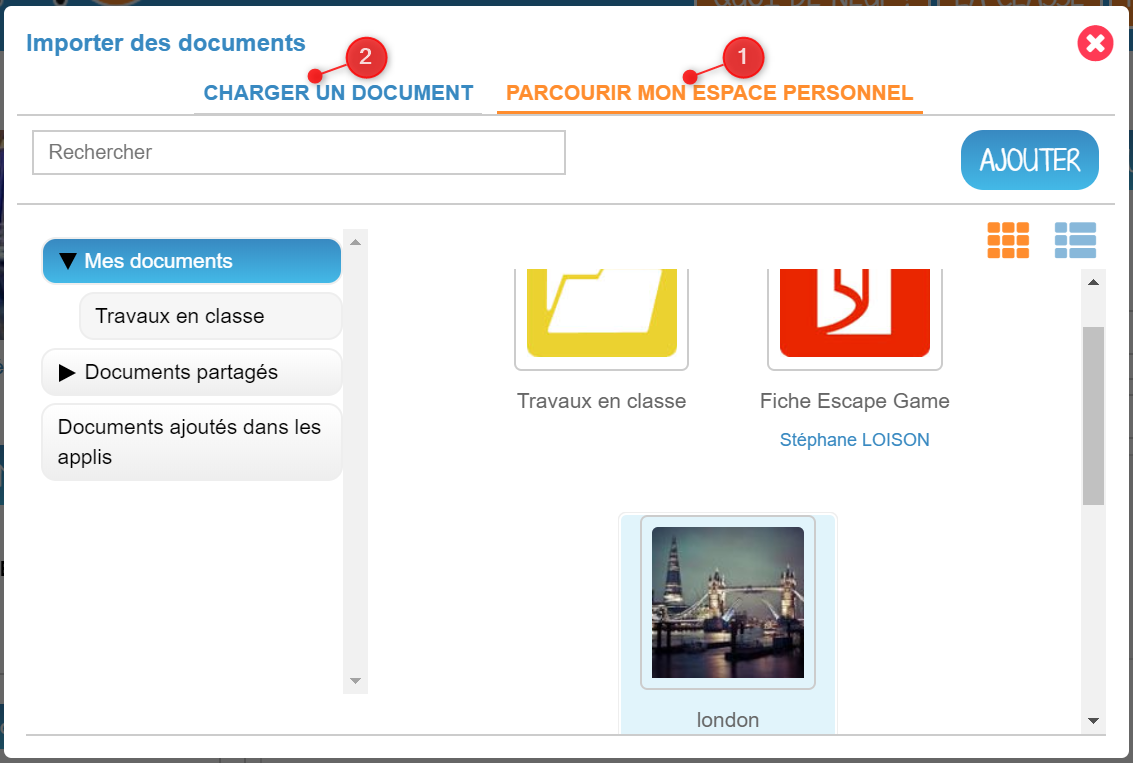 Importer des documents
2
1
CHARGER UN DOCUMENT
PARCOURIR MON ESPACE PERSONNEL
Rechercher
AJOUTER
Mes documents
Travaux en classe
Documents partagés
Documents ajoutés dans les
applis
Travaux en classe
Fiche Escape Game
Stéphane LOISON
london